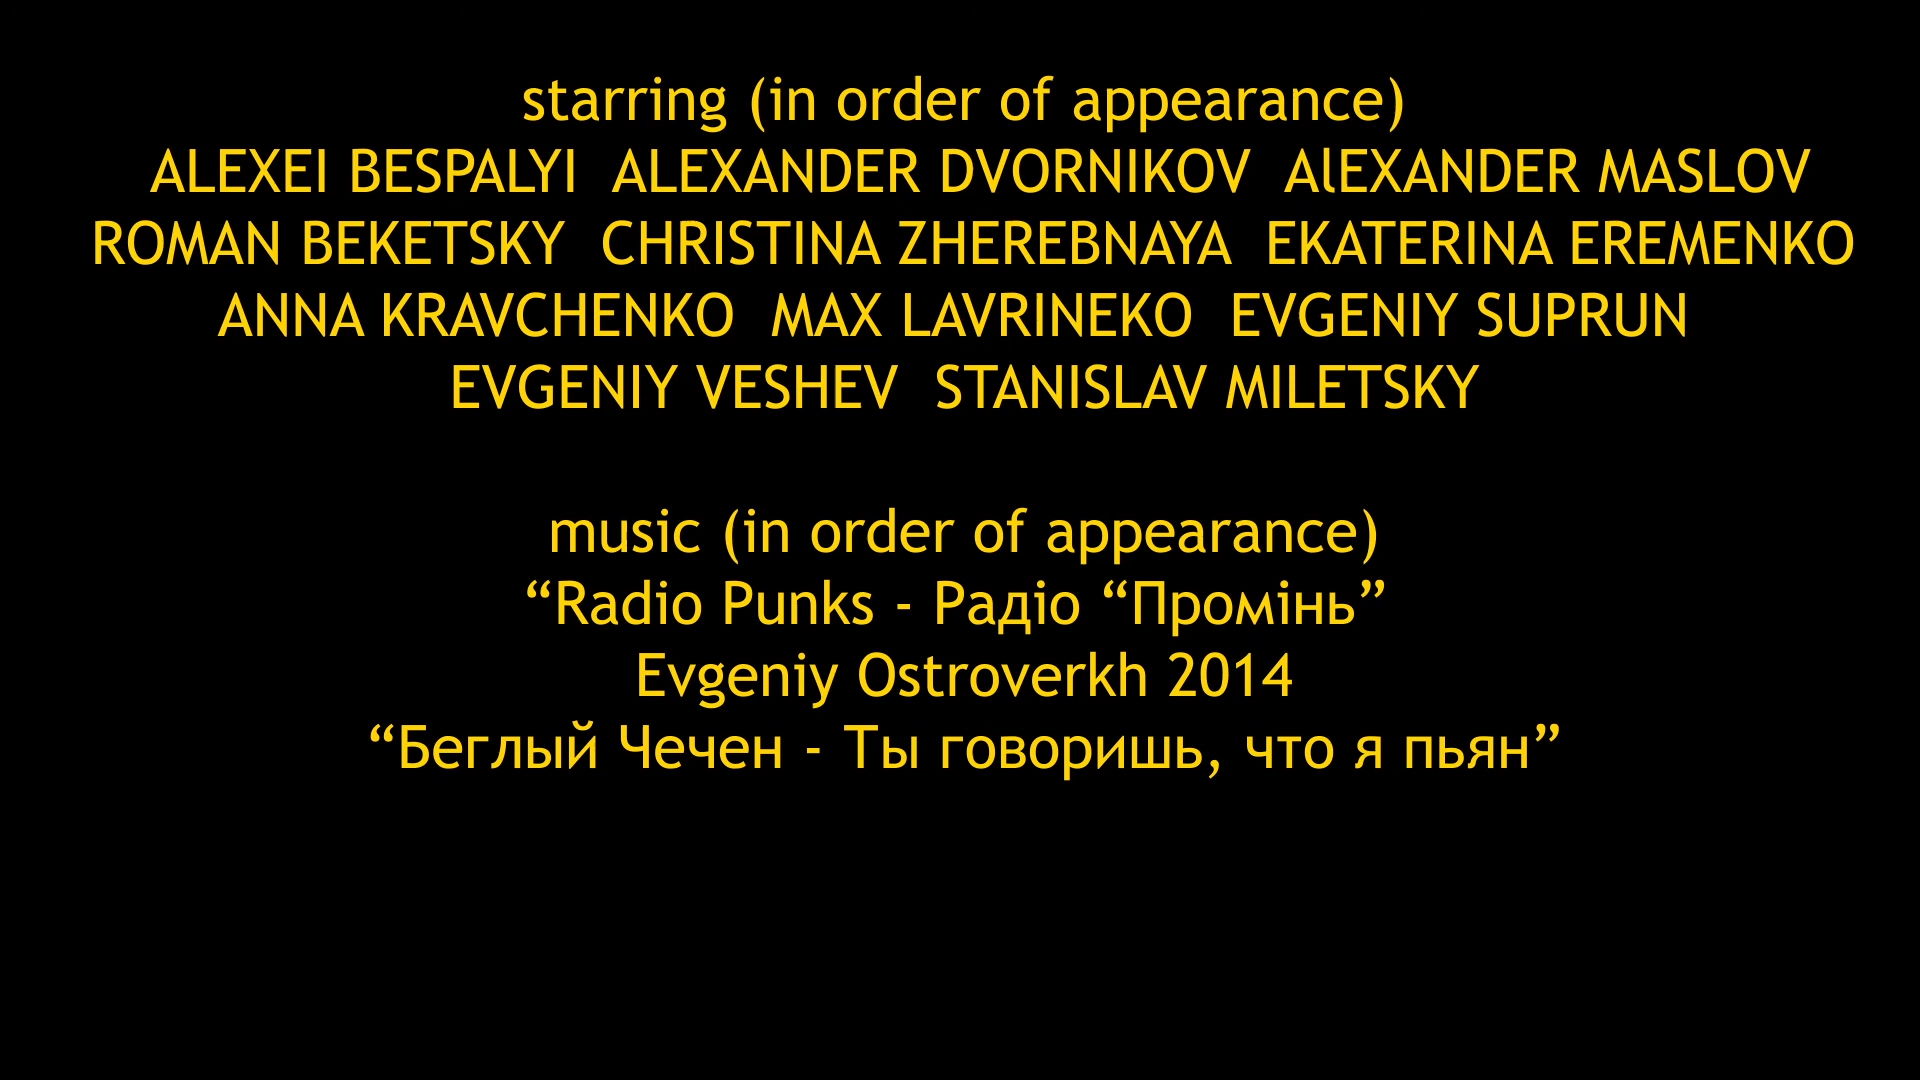 starring (in order of appearance)
ALEXEI BESPALYI ALEXANDER DVORNIKOV AlEXANDER MASLOV
ROMAN BEKETSKY CHRISTINA ZHEREBNAYA EKATERINA EREMENKO
ANNA KRAVCHENKO MAX LAVRINEKO EVGENIY SUPRUN
EVGENIY VESHEV STANISLAV MILETSKY
music (in order of appearance)
“Radio Punks - Радіо “Промінь”
Evgeniy Ostroverkh 2014
“Беглый Чечен - Ты говоришь, что я пьян”